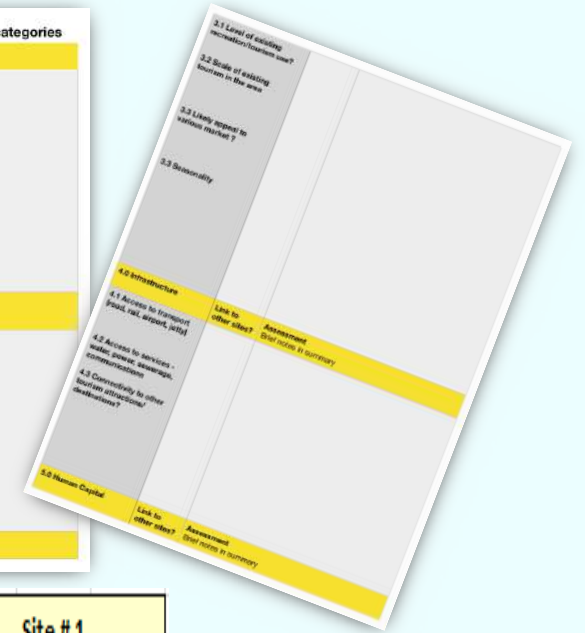 categories
3.1 Level of existing
recreation/tourism use?
3.2 Scale of existing
tourism in the area
3.3 Likely appeal to
various market ?
3.3 Seasonality
4.0 Infrastructure
Link to
other sites?
Assessment
Brief notes in summary
4.1 Access to transport
(road, rail, airport, jetty)
4.2 Access to services -
water, power, sewerage,
communications
4.3 Connectivity to other
tourism attractions/
destinations?
5.0 Human Capital
Link to
other sites?
Assessment
Brief notes in summary
Site # 1